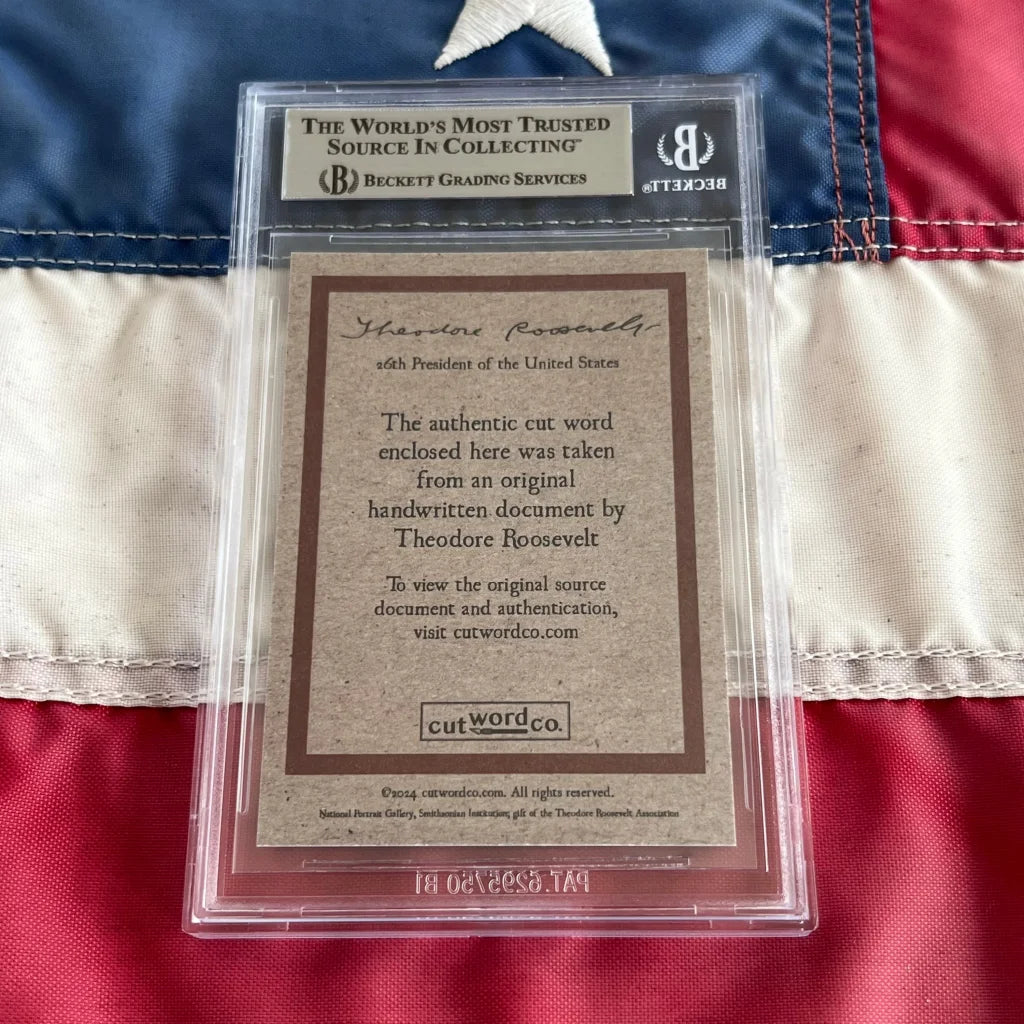 THE WORLD'S MOST TRUSTED
SOURCE IN COLLECTING™
B BECKETT GRADING SERVICES
B
BECKETT®
Theodore Roosevelt
26th President of the United States
The authentic cut word
enclosed here was taken
from an original
handwritten document by
Theodore Roosevelt
To view the original source
document and authentication,
visit cutwordco.com
cutwordco.
©2024 cutwordco.com. All rights reserved.
National Portrait Gallery, Smithsonian Institution; gift of the Theodore Roosevelt Association
PAT. 6295750 B1